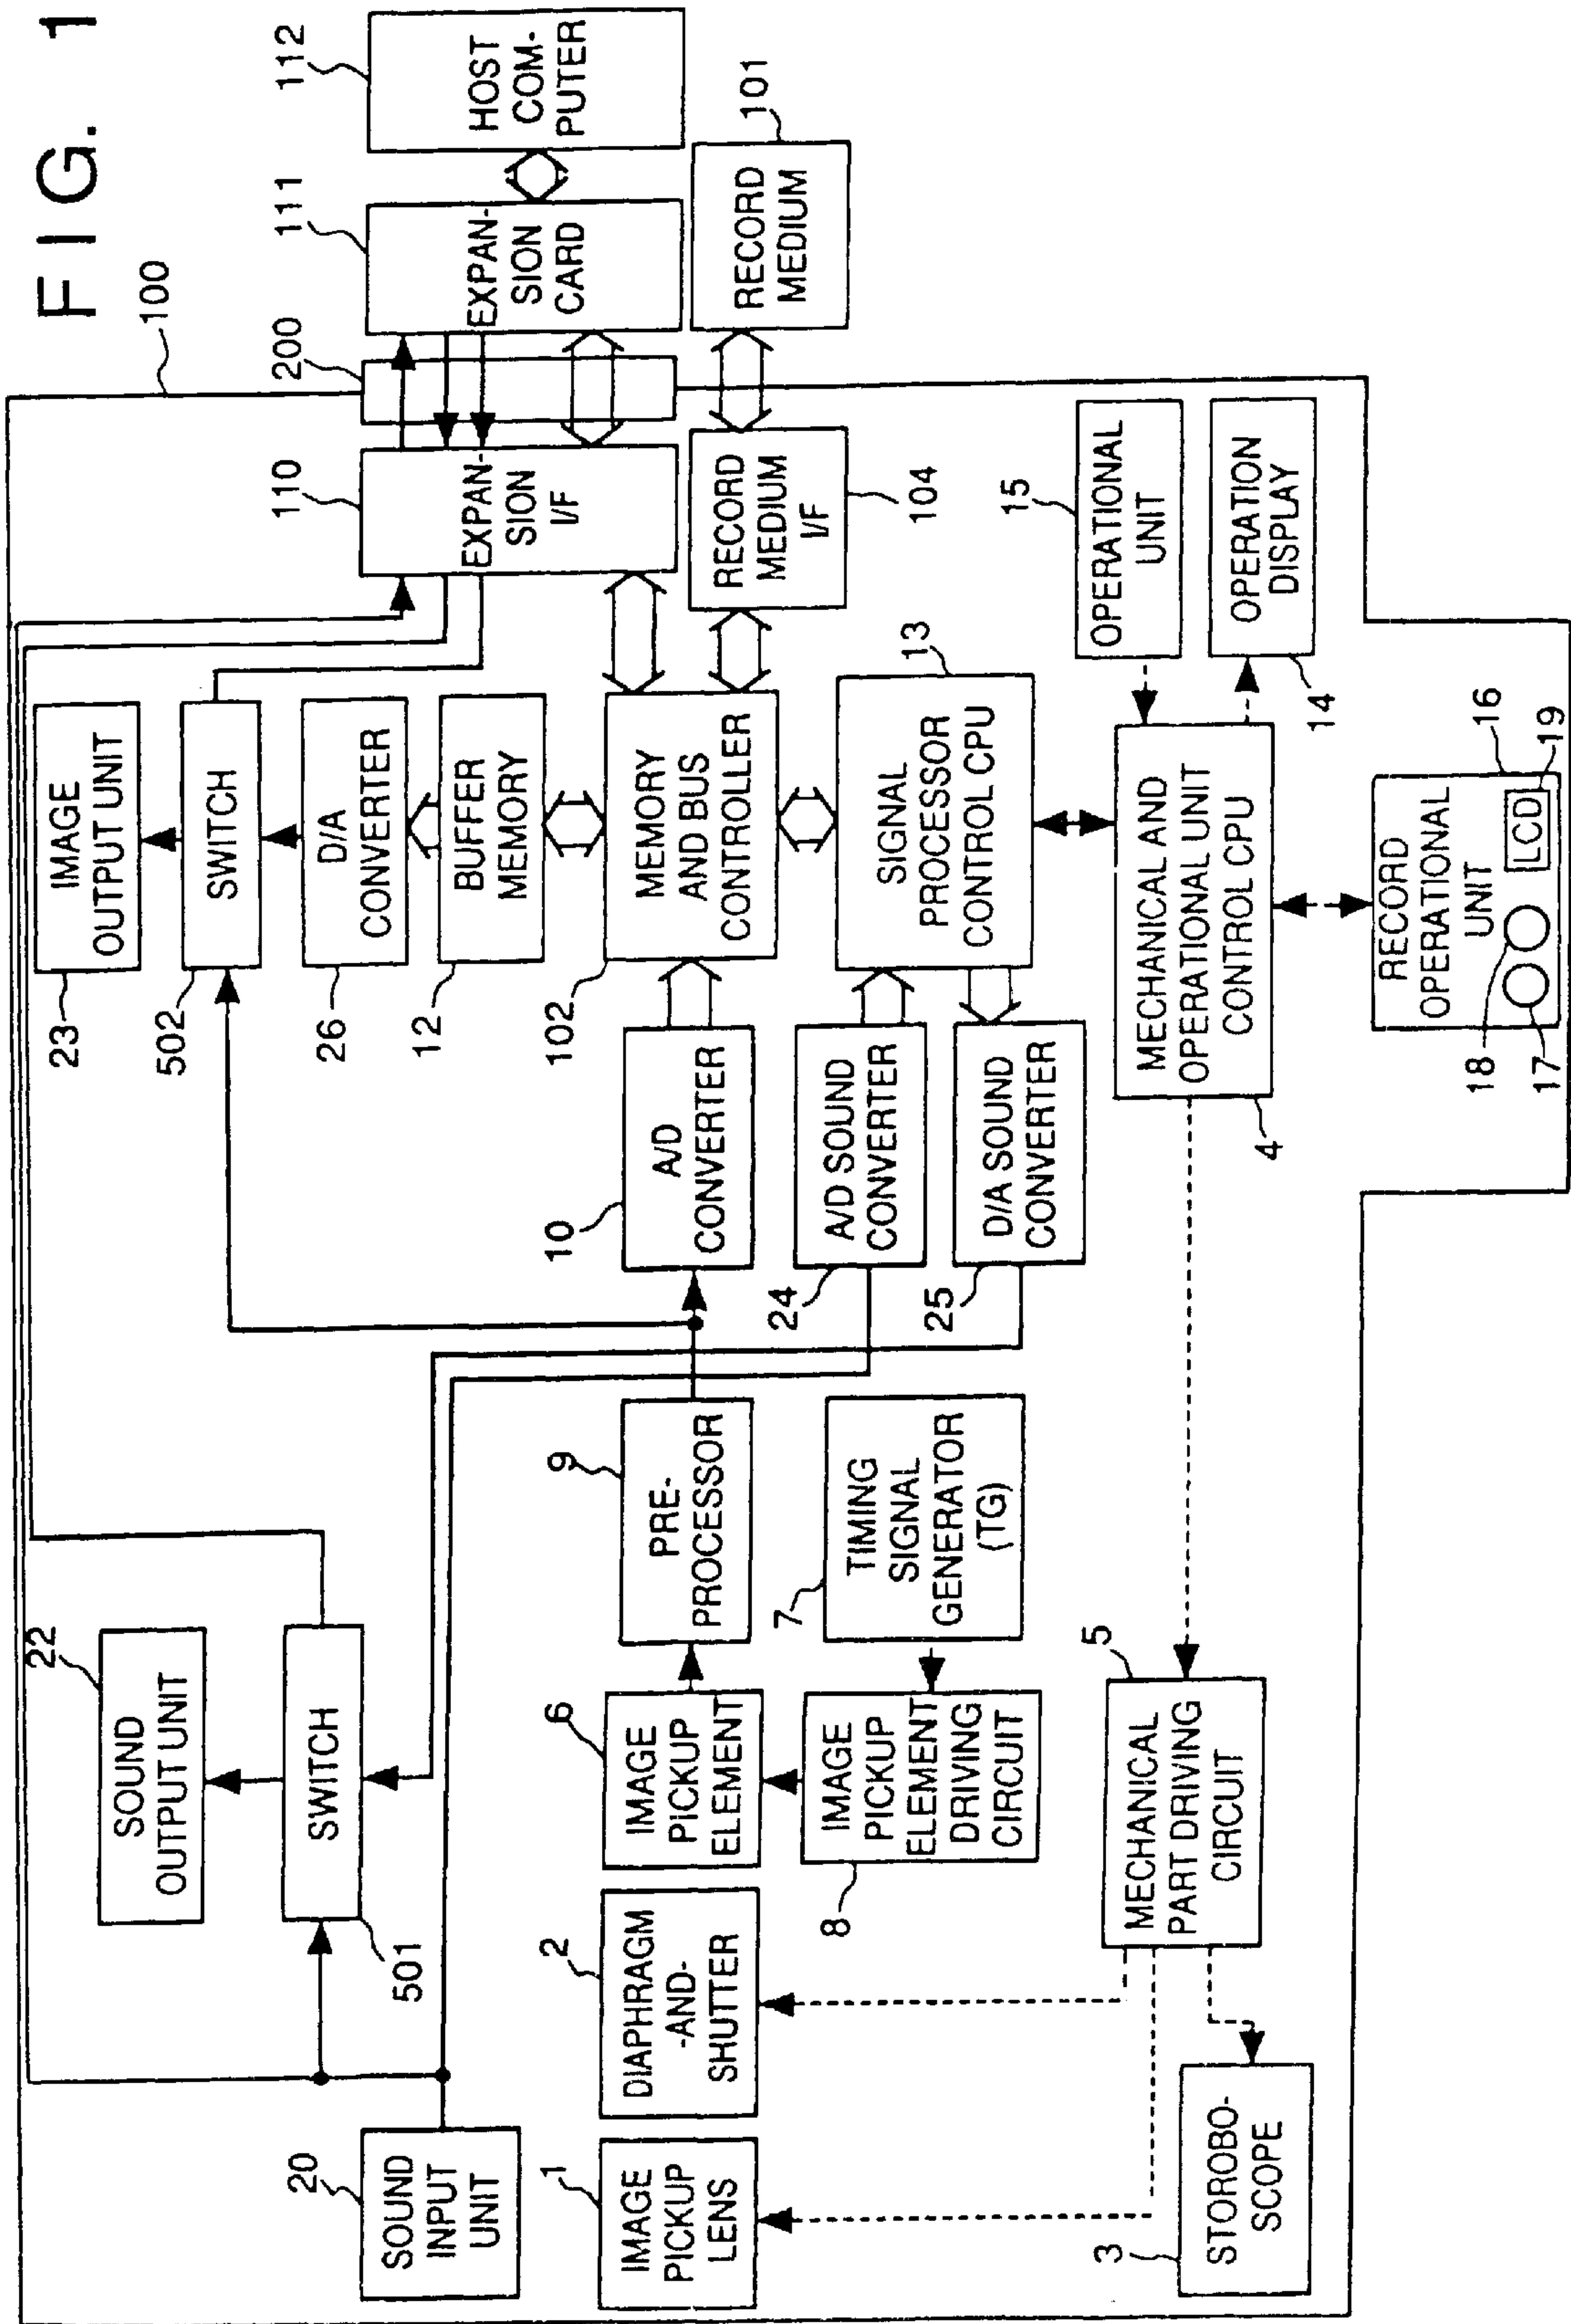 FIG. 1
100
20
SOUND
INPUT
UNIT
22
SOUND
OUTPUT UNIT
SWITCH
501
23
IMAGE
OUTPUT UNIT
502
SWITCH
26
D/A
CONVERTER
12
BUFFER
MEMORY
102
MEMORY
AND BUS
CONTROLLER
110
EXPAN-
SION
I/F
200
111
EXPAN-
SION
CARD
112
HOST
COM-
PUTER
101
RECORD
MEDIUM
RECORD
MEDIUM
I/F
104
1
IMAGE
PICKUP
LENS
2
DIAPHRAGM
-AND-
SHUTTER
6
IMAGE
PICKUP
ELEMENT
9
PRE-
PROCESSOR
10
A/D
CONVERTER
8
IMAGE
PICKUP
ELEMENT
DRIVING
CIRCUIT
7
TIMING
SIGNAL
GENERATOR
(TG)
24
A/D SOUND
CONVERTER
25
D/A SOUND
CONVERTER
13
SIGNAL
PROCESSOR
CONTROL CPU
3
STOROBO-
SCOPE
5
MECHANICAL
PART DRIVING
CIRCUIT
4
MECHANICAL AND
OPERATIONAL UNIT
CONTROL CPU
15
OPERATIONAL
UNIT
14
OPERATION
DISPLAY
16
RECORD
OPERATIONAL
UNIT
18
17
LCD
19